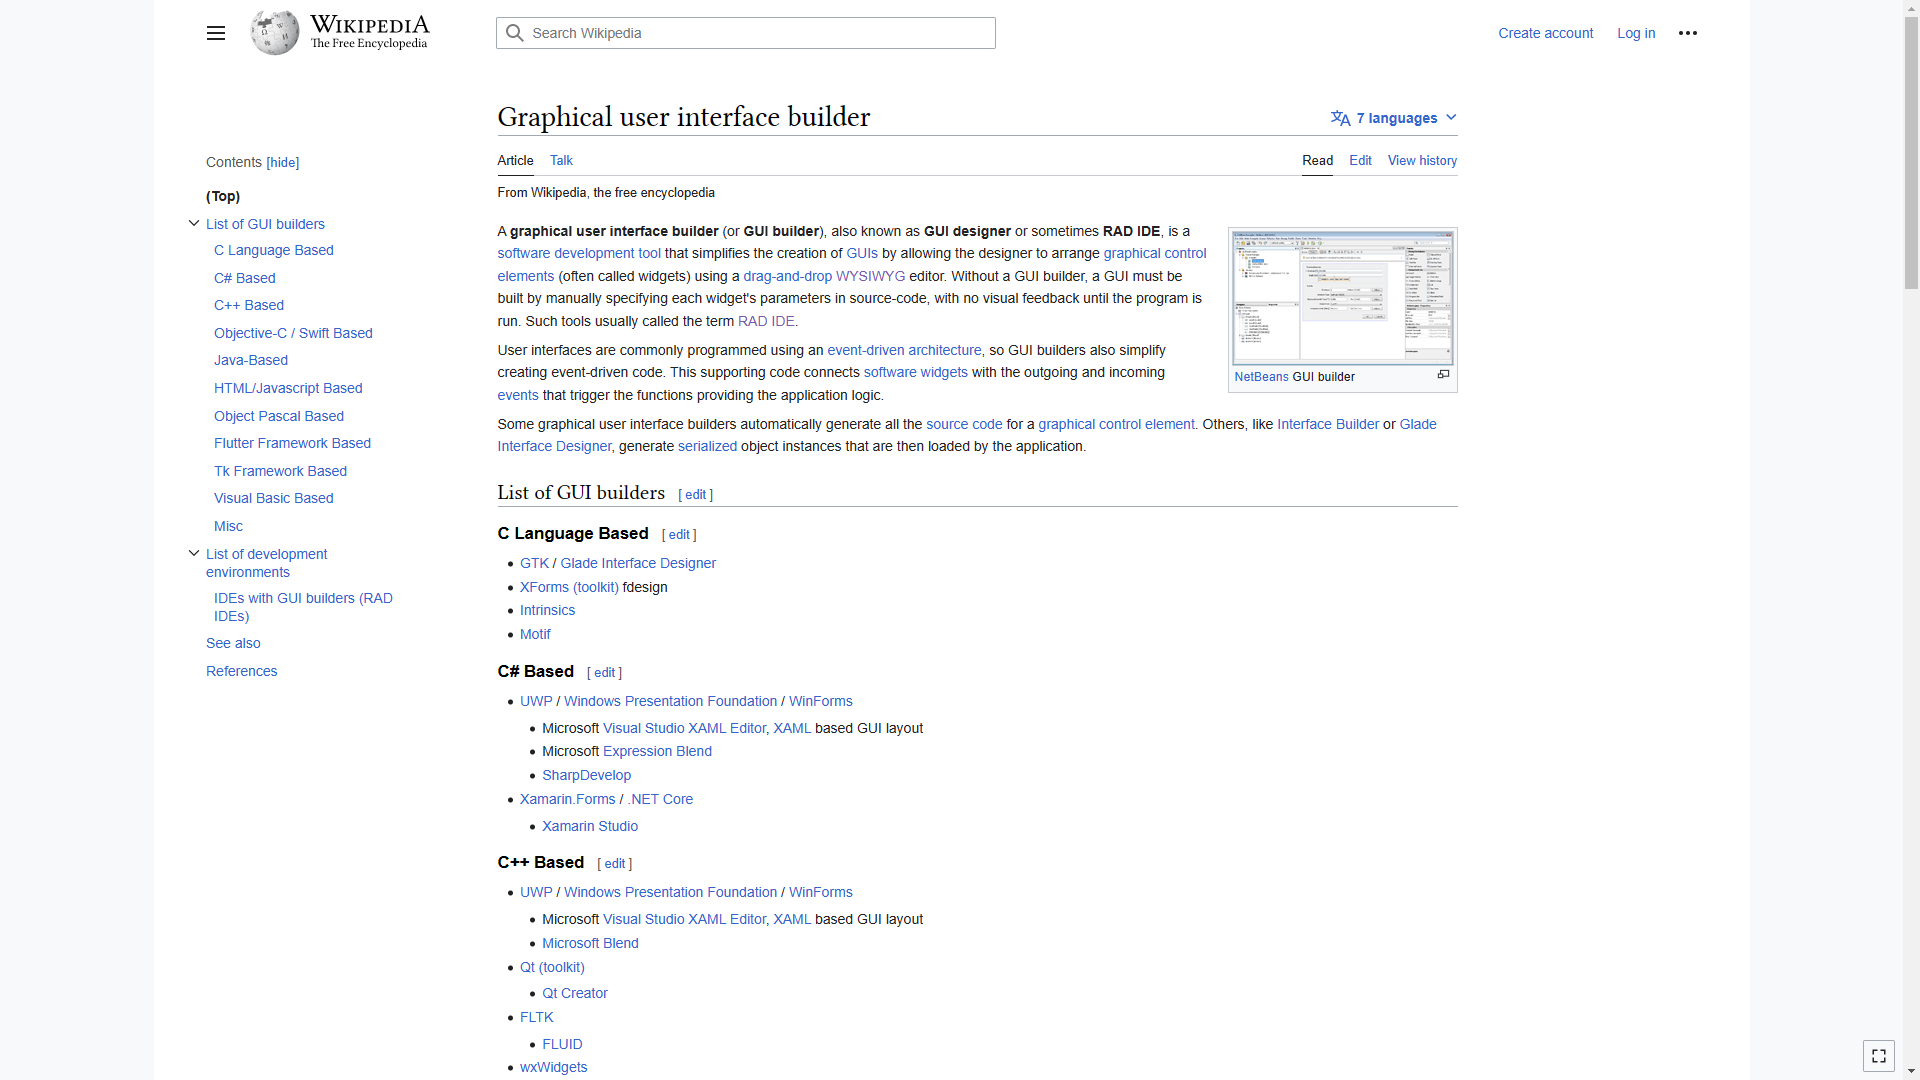 WIKIPEDIA
The Free Encyclopedia
Search Wikipedia
Create account
Log in
Graphical user interface builder
7 languages
Article
Talk
Read
Edit
View history
From Wikipedia, the free encyclopedia
Contents [hide]
(Top)
List of GUI builders
C Language Based
C# Based
C++ Based
Objective-C / Swift Based
Java-Based
HTML/Javascript Based
Object Pascal Based
Flutter Framework Based
Tk Framework Based
Visual Basic Based
Misc
List of development
environments
IDEs with GUI builders (RAD
IDEs)
See also
References
A graphical user interface builder (or GUI builder), also known as GUI designer or sometimes RAD IDE, is a
software development tool that simplifies the creation of GUIs by allowing the designer to arrange graphical control
elements (often called widgets) using a drag-and-drop WYSIWYG editor. Without a GUI builder, a GUI must be
built by manually specifying each widget's parameters in source-code, with no visual feedback until the program is
run. Such tools usually called the term RAD IDE.
User interfaces are commonly programmed using an event-driven architecture, so GUI builders also simplify
creating event-driven code. This supporting code connects software widgets with the outgoing and incoming
events that trigger the functions providing the application logic.
NetBeans GUI builder
Some graphical user interface builders automatically generate all the source code for a graphical control element. Others, like Interface Builder or Glade
Interface Designer, generate serialized object instances that are then loaded by the application.
List of GUI builders [ edit ]
C Language Based [ edit ]
• GTK / Glade Interface Designer
• XForms (toolkit) fdesign
• Intrinsics
• Motif
C# Based [ edit ]
• UWP / Windows Presentation Foundation / WinForms
• Microsoft Visual Studio XAML Editor, XAML based GUI layout
• Microsoft Expression Blend
• SharpDevelop
• Xamarin.Forms / .NET Core
• Xamarin Studio
C++ Based [ edit ]
• UWP / Windows Presentation Foundation / WinForms
• Microsoft Visual Studio XAML Editor, XAML based GUI layout
• Microsoft Blend
• Qt (toolkit)
• Qt Creator
• FLTK
• FLUID
• wxWidgets